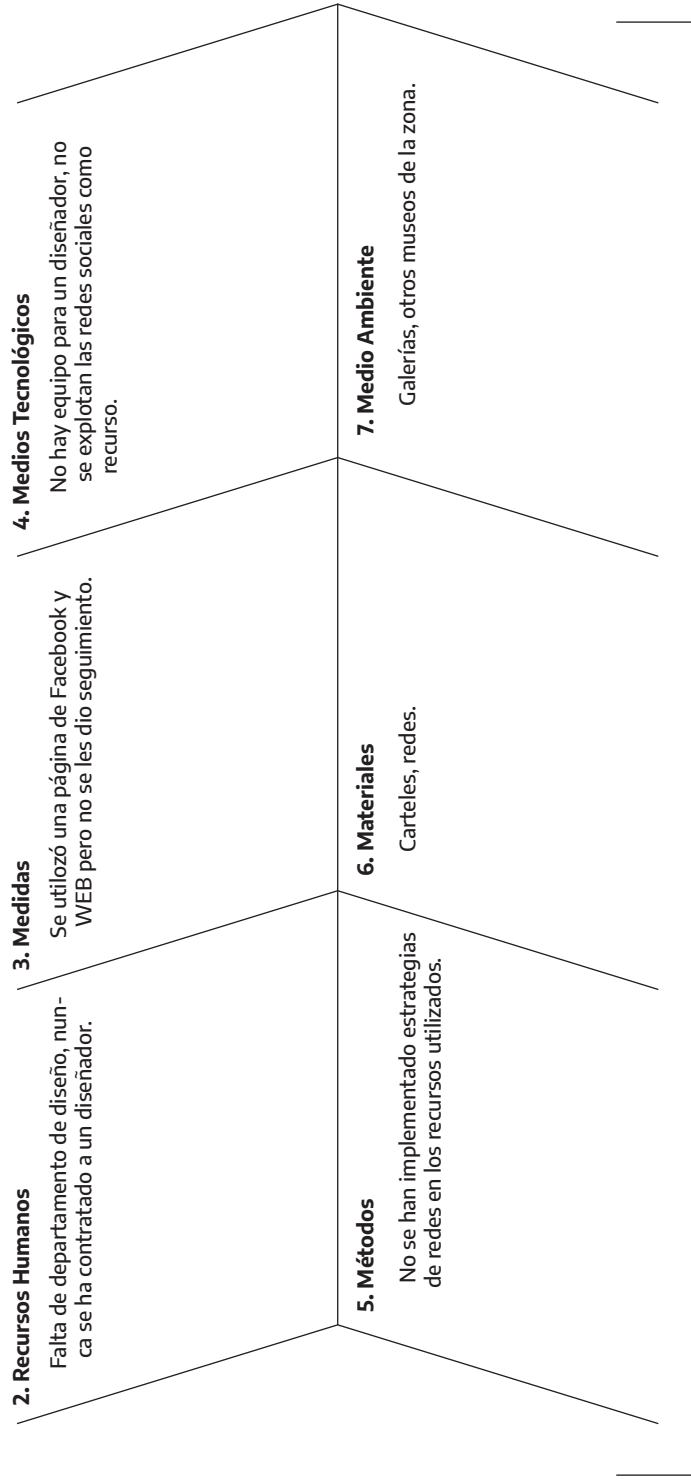 2. Recursos Humanos
Falta de departamento de diseño, nun-
ca se ha contratado a un diseñador.
3. Medidas
Se utilozó una página de Facebook y
WEB pero no se les dio seguimiento.
4. Medios Tecnológicos
No hay equipo para un diseñador, no
se explotan las redes sociales como
recurso.
5. Métodos
No se han implementado estrategias
de redes en los recursos utilizados.
6. Materiales
Carteles, redes.
7. Medio Ambiente
Galerías, otros museos de la zona.